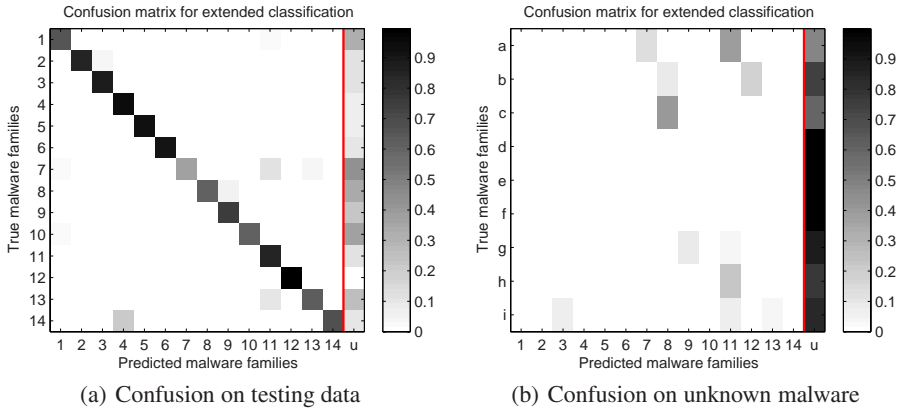 Confusion matrix for extended classification
True malware families
1
2
3
4
5
6
7
8
9
10
11
12
13
14
1 2 3 4 5 6 7 8 9 10 11 12 13 14 u
Predicted malware families
0.9
0.8
0.7
0.6
0.5
0.4
0.3
0.2
0.1
0
(a) Confusion on testing data
Confusion matrix for extended classification
True malware families
a
b
c
d
e
f
g
h
i
1 2 3 4 5 6 7 8 9 10 11 12 13 14 u
Predicted malware families
0.9
0.8
0.7
0.6
0.5
0.4
0.3
0.2
0.1
0
(b) Confusion on unknown malware